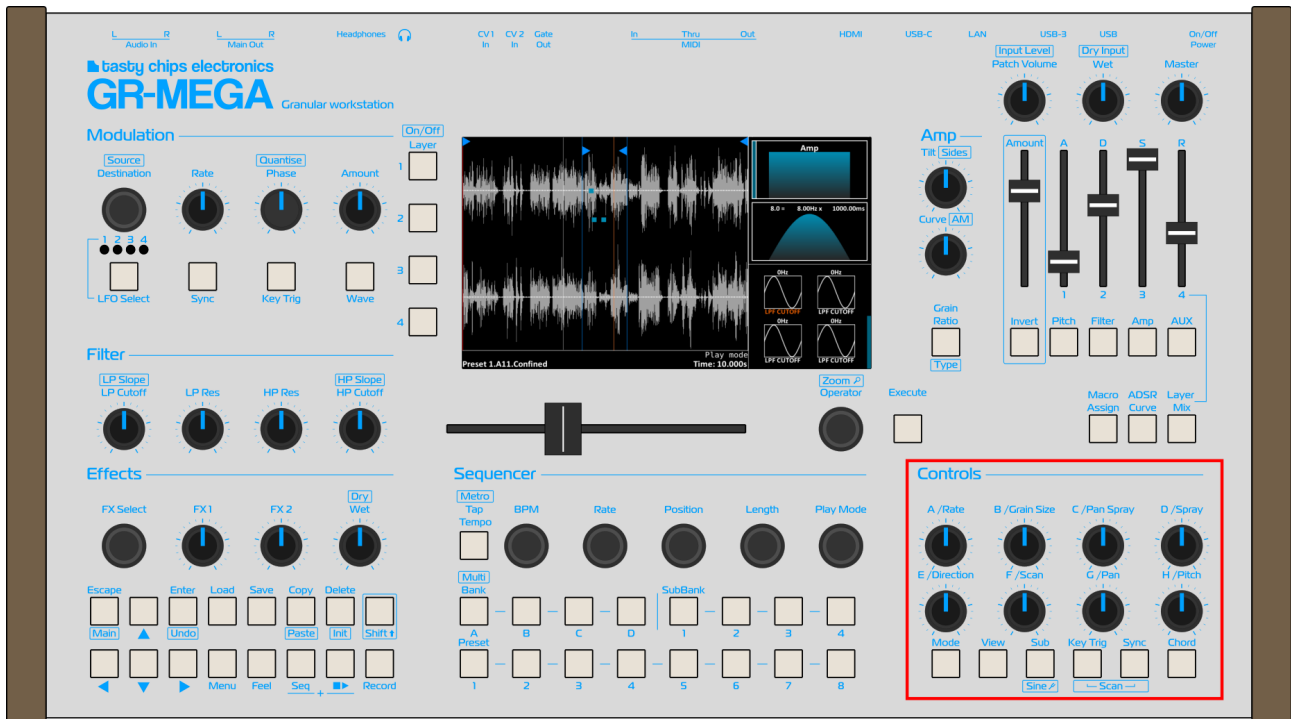 L R
Audio In
L R
Main Out
Headphones
CV1 CV2 Gate
In In Out
In Thru Out
MIDI
HDMI
USB-C
LAN
USB-3
USB
On/Off
Power
tasty chips electronics
GR-MEGA Granular workstation
Input Level
Patch Volume
Dry Input
Wet
Master
Modulation
Source
Destination
Rate
Quantise
Phase
Amount
1 2 3 4
LFO Select
Sync
Key Trig
Wave
On/Off
Layer
1
2
3
4
Amp
8.0 = 8.00Hz x 1000.00ms
0Hz 0Hz
LPF CUTOFF LPF CUTOFF
0Hz 0Hz
LPF CUTOFF LPF CUTOFF
Play mode
Preset 1.A11.Confined Time: 10.000s
Amp
Tilt Sides
Curve AM
Grain
Ratio
Type
Amount A D S R
1 2 3 4
Invert Pitch Filter Amp AUX
Macro
Assign
ADSR
Curve
Layer
Mix
Filter
LP Slope
LP Cutoff
LP Res
HP Res
HP Slope
HP Cutoff
Zoom
Operator
Execute
Effects
FX Select
FX1
FX2
Dry
Wet
Escape Enter Load Save Copy Delete
Main Undo Paste Init Shift
Menu Feel Seq + Record
Sequencer
Metro
Tap
Tempo
BPM
Rate
Position
Length
Play Mode
Multi
Bank
SubBank
A B C D 1 2 3 4
Preset
1 2 3 4 5 6 7 8
Controls
A /Rate B /Grain Size C /Pan Spray D /Spray
E /Direction F /Scan G /Pan H /Pitch
Mode View Sub Key Trig Sync Chord
Sine Scan